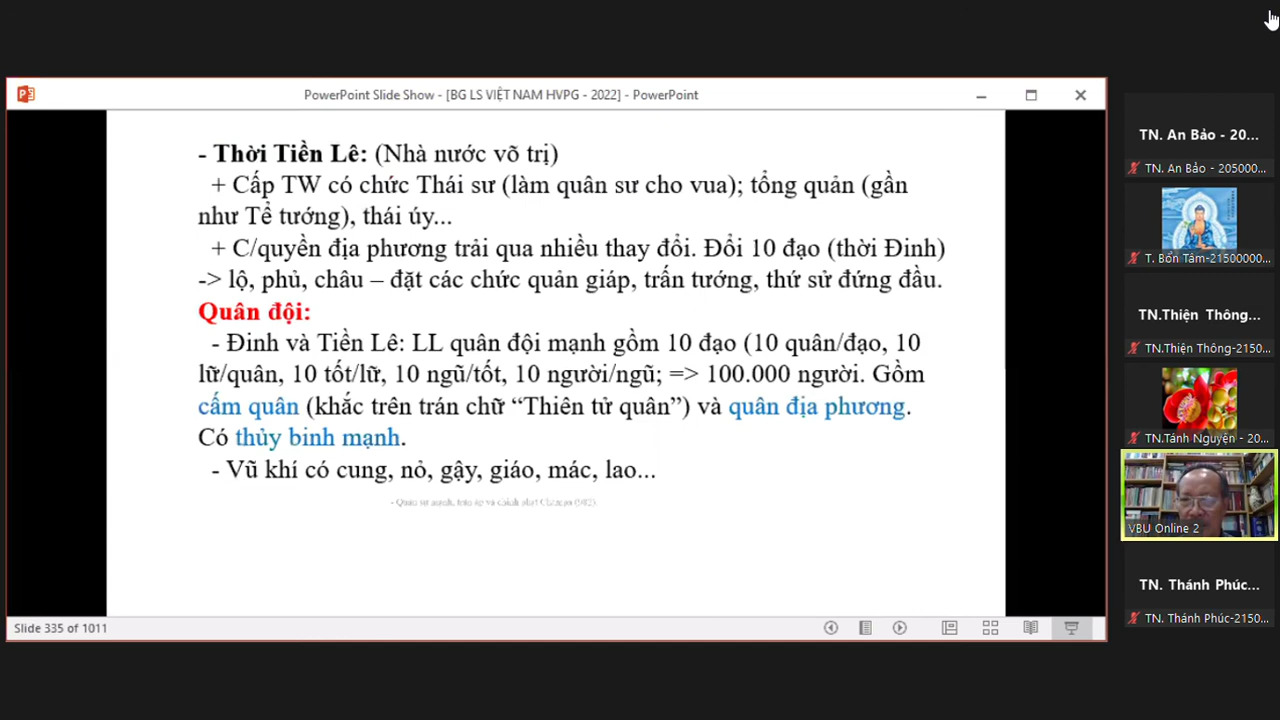 PowerPoint Slide Show - [BG LS VIỆT NAM HVPG - 2022] - PowerPoint
- Thời Tiền Lê: (Nhà nước võ trị)
+ Cấp TW có chức Thái sư (làm quân sư cho vua); tổng quản (gần
như Tể tướng), thái úy...
+ C/quyền địa phương trải qua nhiều thay đổi. Đổi 10 đạo (thời Đinh)
-> lộ, phủ, châu – đặt các chức quản giáp, trấn tướng, thứ sử đứng đầu.
Quân đội:
- Đinh và Tiền Lê: LL quân đội mạnh gồm 10 đạo (10 quân/đạo, 10
lữ/quân, 10 tốt/lữ, 10 ngũ/tốt, 10 người/ngũ; => 100.000 người. Gồm
cấm quân (khắc trên trán chữ “Thiên tử quân”) và quân địa phương.
Có thủy binh mạnh.
- Vũ khí có cung, nỏ, gậy, giáo, mác, lao...
Slide 335 of 1011
TN. An Bảo - 20...
TN. An Bảo - 205000...
T. Bổn Tâm-21500000...
TN.Thiện Thông...
TN.Thiện Thông-2150...
TN.Tánh Nguyện - 20...
VBU Online 2
TN. Thánh Phúc...
TN. Thánh Phúc-2150...